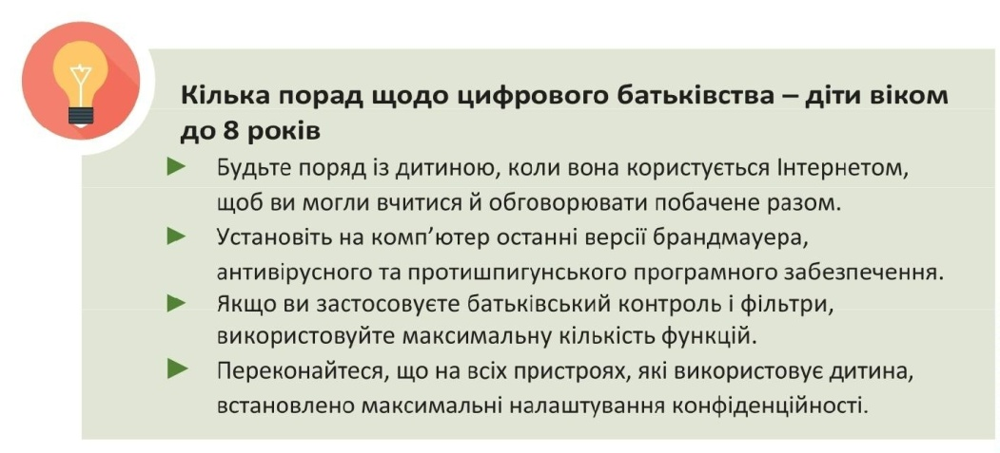 Кілька порад щодо цифрового батьківства – діти віком
до 8 років
► Будьте поряд із дитиною, коли вона користується Інтернетом,
щоб ви могли вчитися й обговорювати побачене разом.
► Установіть на комп’ютер останні версії брандмауера,
антивірусного та протишпигунського програмного забезпечення.
► Якщо ви застосовуєте батьківський контроль і фільтри,
використовуйте максимальну кількість функцій.
► Переконайтеся, що на всіх пристроях, які використовує дитина,
встановлено максимальні налаштування конфіденційності.